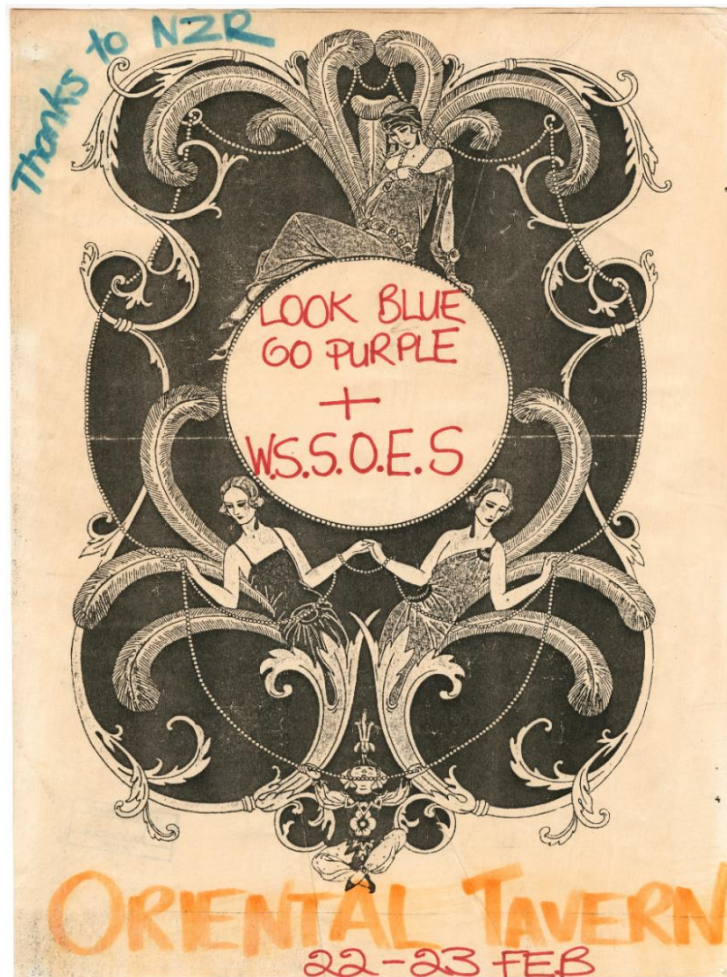 Thanks to NZR
LOOK BLUE
GO PURPLE
+
W.S.S.O.E.S
ORIENTAL TAVERN
22-23 FEB